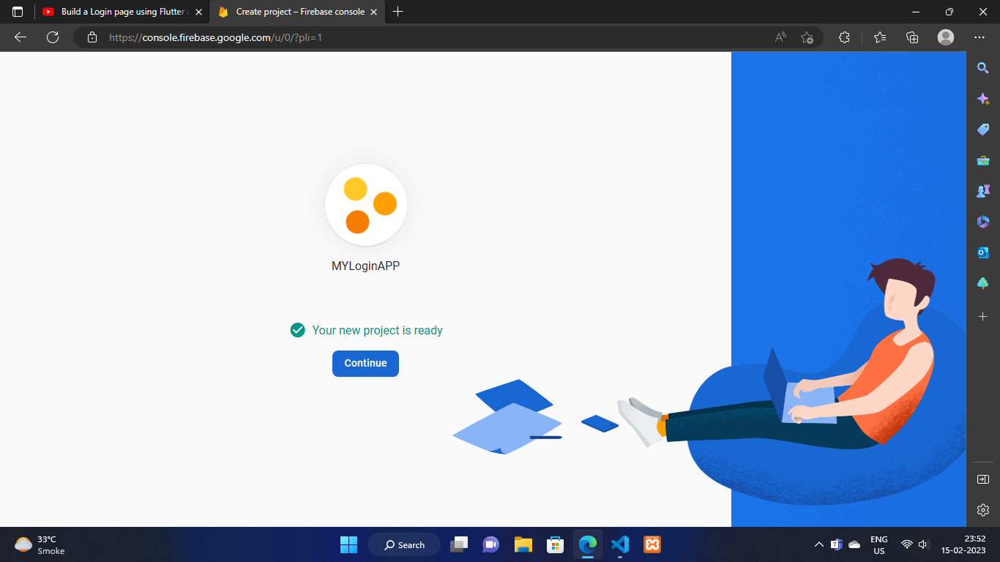 Build a Login page using Flutter a
Create project – Firebase console
https://console.firebase.google.com/u/0/?pli=1
MYLoginAPP
Your new project is ready
Continue
33°C
Smoke
Search
ENG
US
23:52
15-02-2023